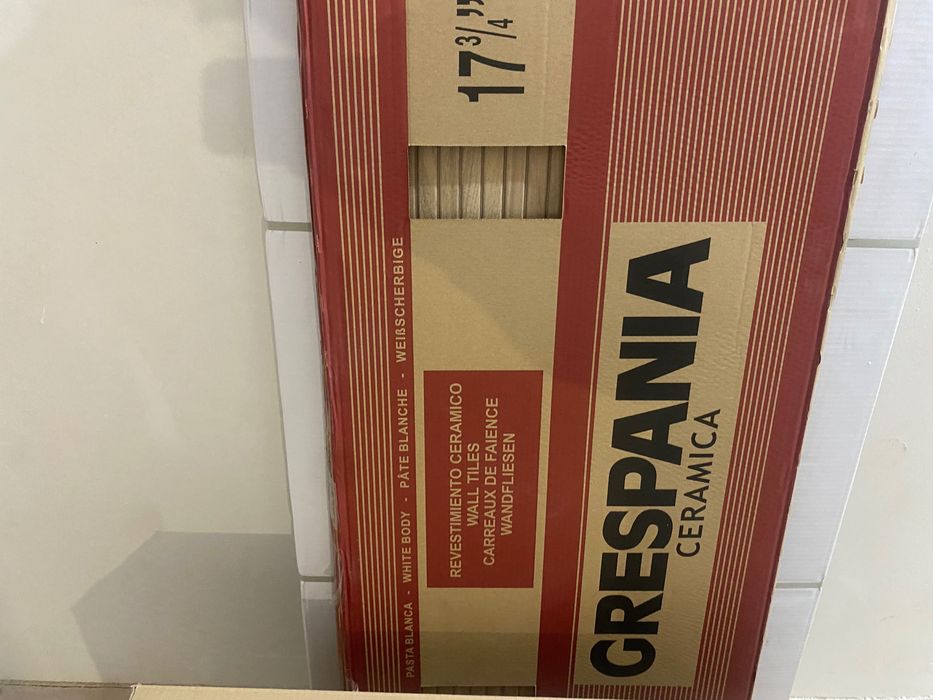 PASTA BLANCA - WHITE BODY - PÂTE BLANCHE - WEIßSCHERBIGE
REVESTIMIENTO CERAMICO
WALL TILES
CARREAUX DE FAIENCE
WANDFLIESEN
17 3/4"
GRESPANIA
CERAMICA